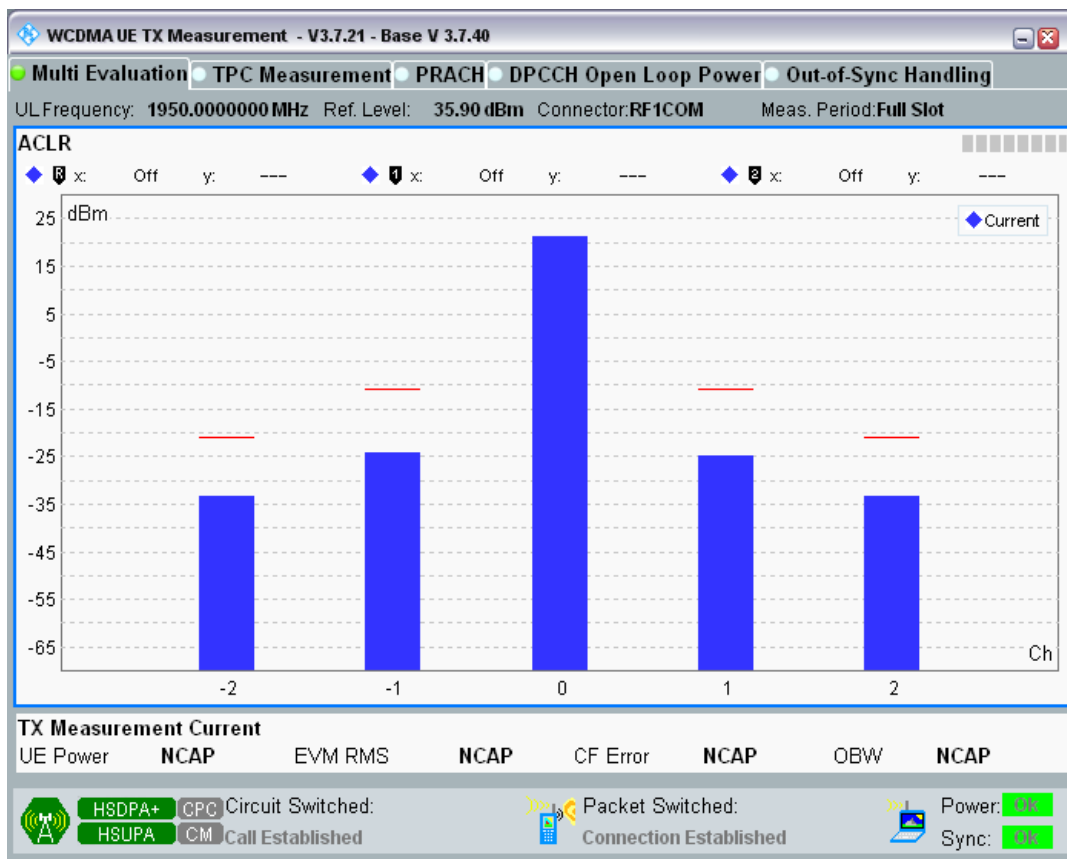 WCDMA UE TX Measurement - V3.7.21 - Base V 3.7.40
Multi Evaluation TPC Measurement PRACH DPCCH Open Loop Power Out-of-Sync Handling
UL Frequency: 1950.0000000 MHz Ref. Level: 35.90 dBm Connector:RF1COM Meas. Period:Full Slot
ACLR
R x: Off y: --- 1 x: Off y: --- 2 x: Off y: ---
dBm
Current
25
15
5
-5
-15
-25
-35
-45
-55
-65
Ch
-2 -1 0 1 2
TX Measurement Current
UE Power NCAP EVM RMS NCAP CF Error NCAP OBW NCAP
HSDPA+ CPC Circuit Switched: Packet Switched: Power: OK
HSUPA CM Call Established Connection Established Sync: OK